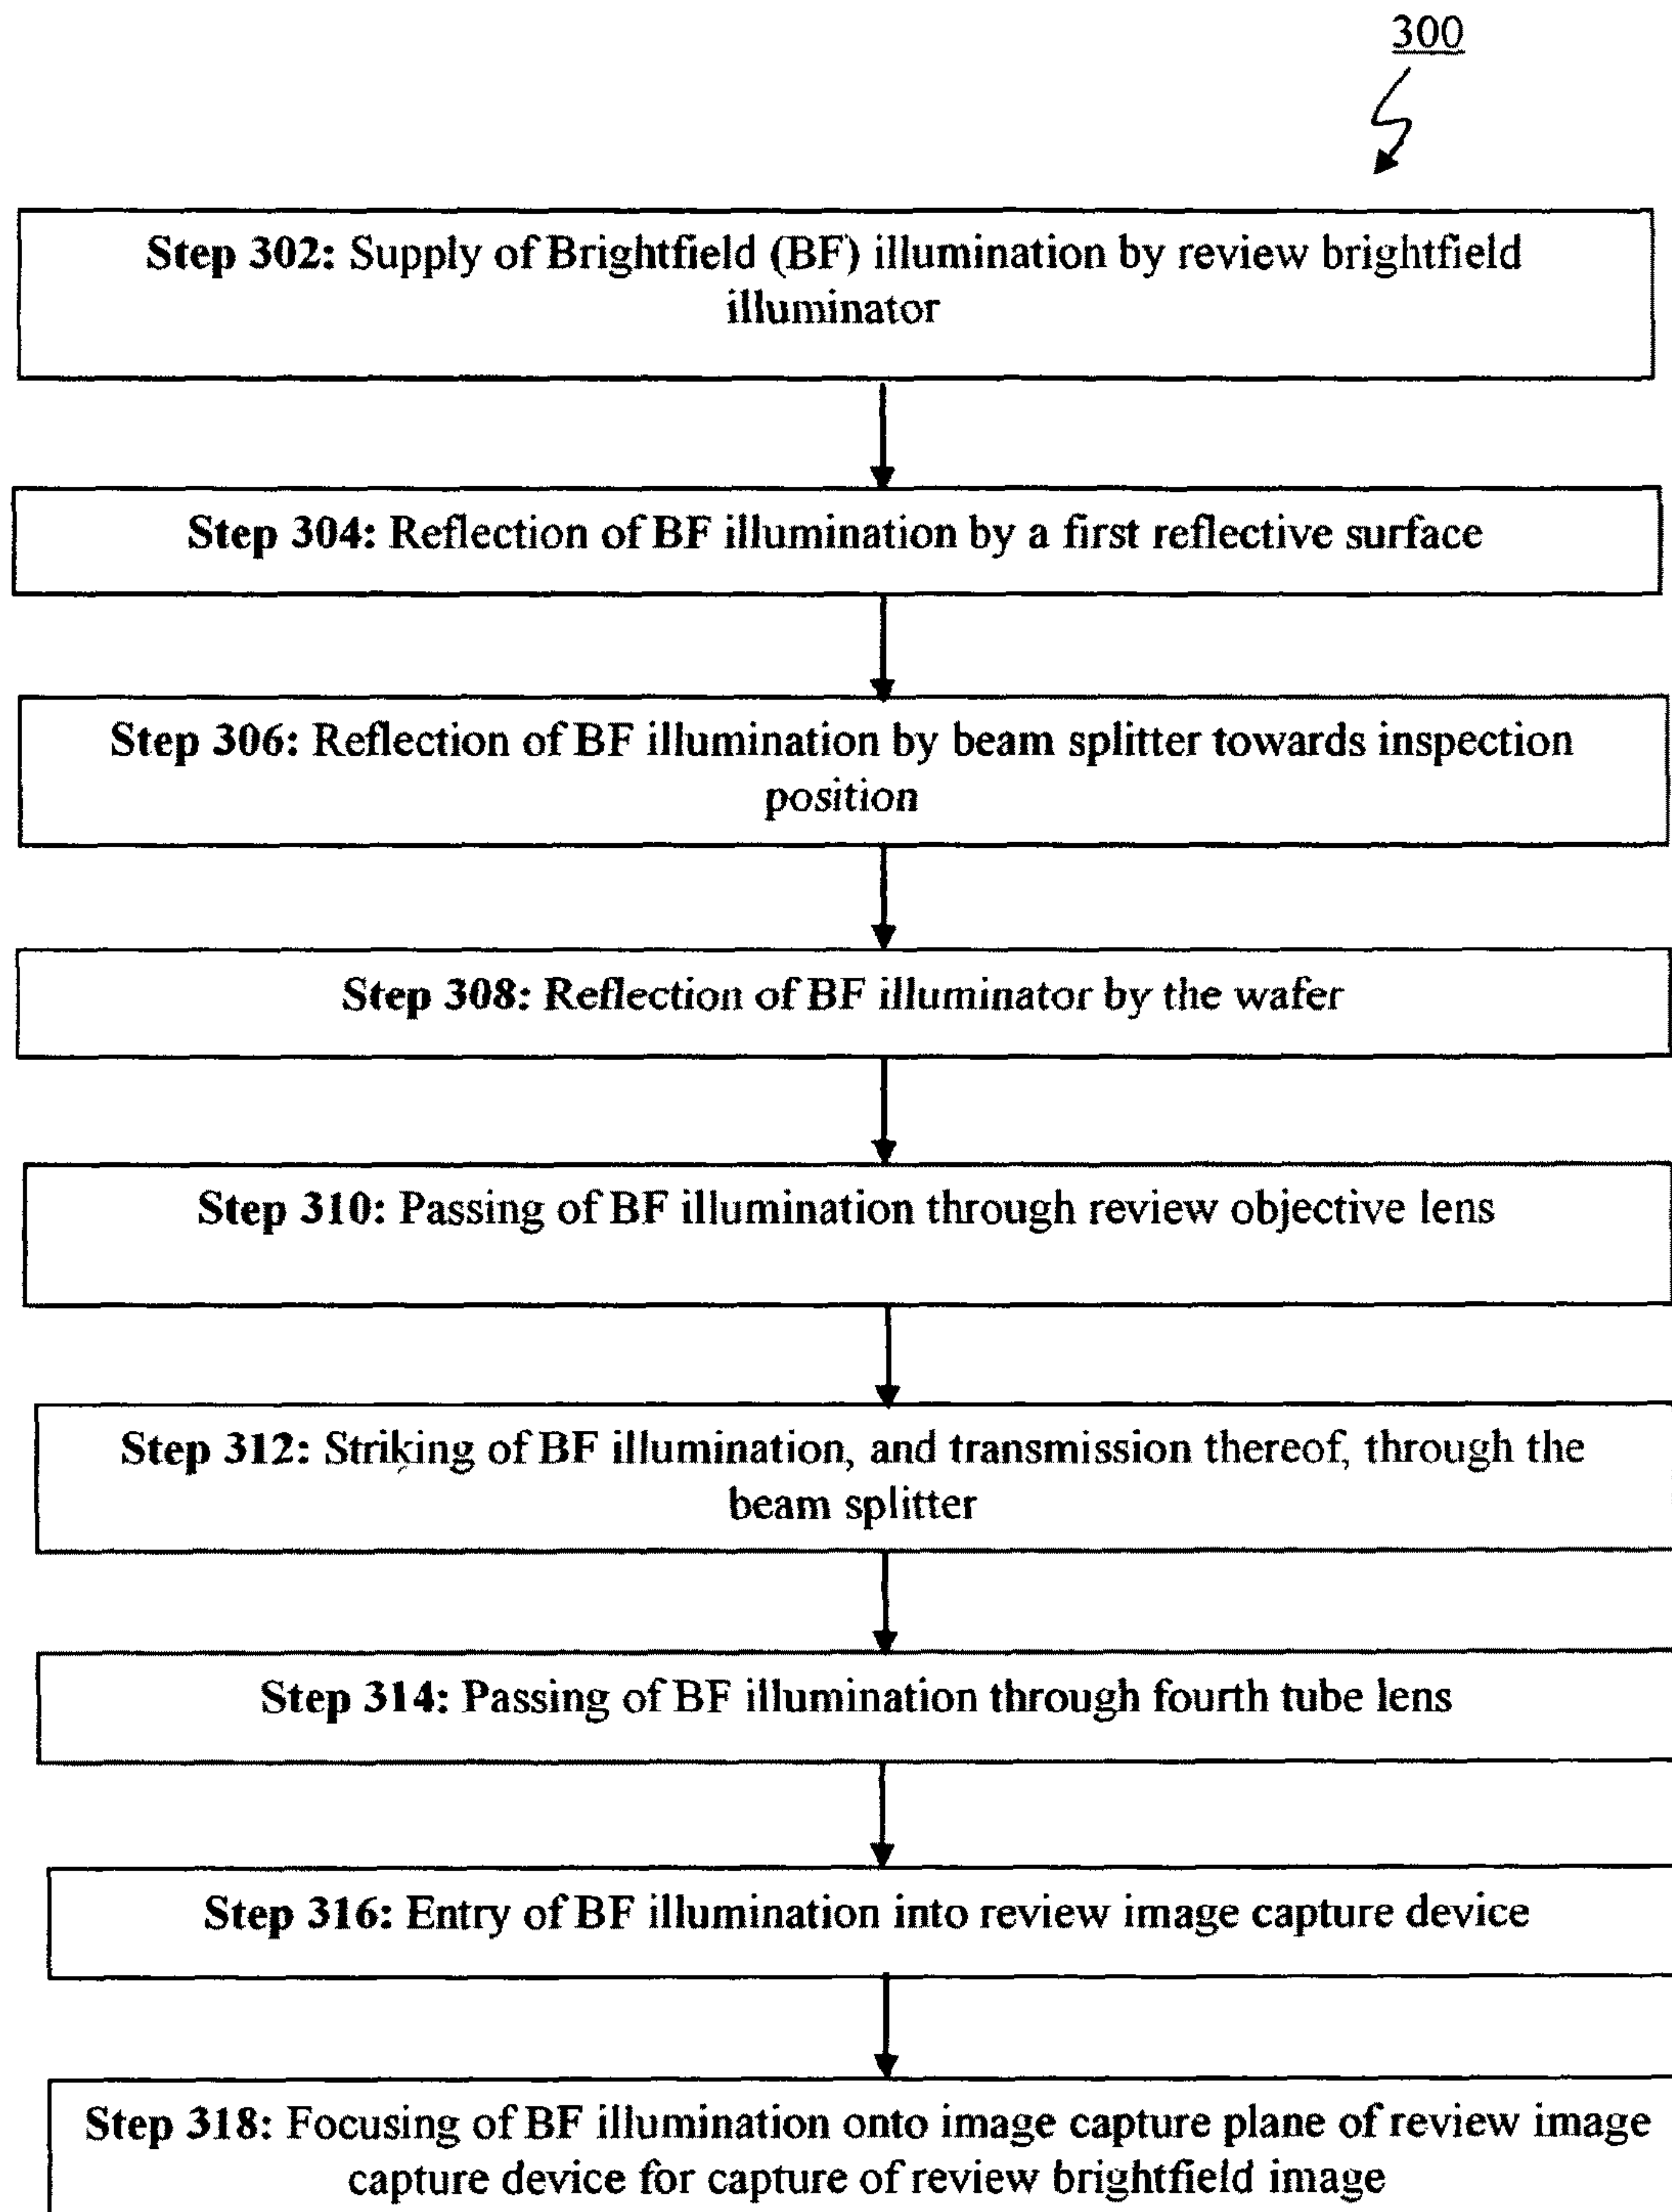 300
Step 302: Supply of Brightfield (BF) illumination by review brightfield
illuminator
Step 304: Reflection of BF illumination by a first reflective surface
Step 306: Reflection of BF illumination by beam splitter towards inspection
position
Step 308: Reflection of BF illuminator by the wafer
Step 310: Passing of BF illumination through review objective lens
Step 312: Striking of BF illumination, and transmission thereof, through the
beam splitter
Step 314: Passing of BF illumination through fourth tube lens
Step 316: Entry of BF illumination into review image capture device
Step 318: Focusing of BF illumination onto image capture plane of review image
capture device for capture of review brightfield image